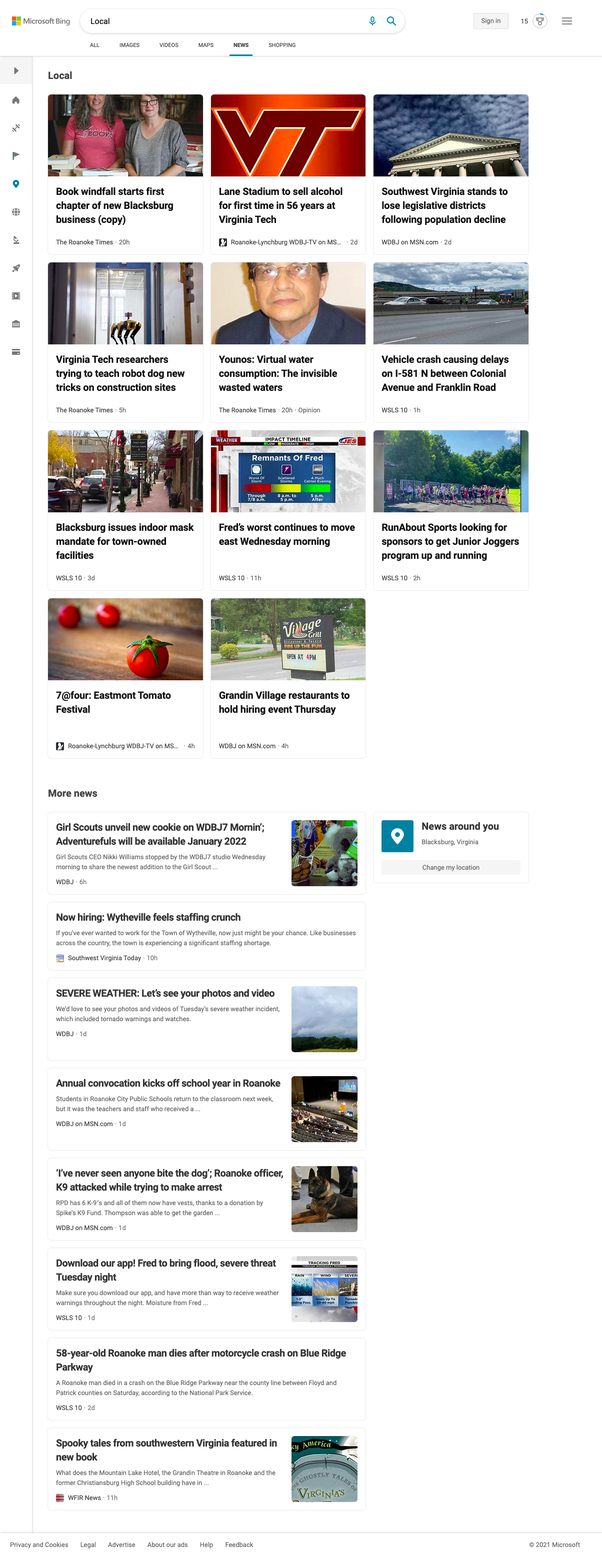 Microsoft Bing
Local
Sign in
15
ALL
IMAGES
VIDEOS
MAPS
NEWS
SHOPPING
Local
Book windfall starts first
chapter of new Blacksburg
business (copy)
The Roanoke Times · 20h
VT
Lane Stadium to sell alcohol
for first time in 56 years at
Virginia Tech
Roanoke-Lynchburg WDBJ-TV on MS... · 2d
Southwest Virginia stands to
lose legislative districts
following population decline
WDBJ on MSN.com · 2d
Virginia Tech researchers
trying to teach robot dog new
tricks on construction sites
The Roanoke Times · 5h
Younos: Virtual water
consumption: The invisible
wasted waters
The Roanoke Times · 20h · Opinion
Vehicle crash causing delays
on I-581 N between Colonial
Avenue and Franklin Road
WSLS 10 · 1h
Blacksburg issues indoor mask
mandate for town-owned
facilities
WSLS 10 · 3d
WEATHER
IMPACT TIMELINE
Remnants Of Fred
Through
7/8 a.m.
8 a.m. to
5 p.m.
5 p.m.
After
Fred's worst continues to move
east Wednesday morning
WSLS 10 · 11h
RunAbout Sports looking for
sponsors to get Junior Joggers
program up and running
WSLS 10 · 2h
7@four: Eastmont Tomato
Festival
Roanoke-Lynchburg WDBJ-TV on MS... · 4h
Village
Grill
FIRE UP THE FUN
OPEN AT 4PM
Grandin Village restaurants to
hold hiring event Thursday
WDBJ on MSN.com · 4h
More news
Girl Scouts unveil new cookie on WDBJ7 Mornin';
Adventurefuls will be available January 2022
Girl Scouts CEO Nikki Williams stopped by the WDBJ7 studio Wednesday
morning to share the newest addition to the Girl Scout ...
WDBJ · 6h
News around you
Blacksburg, Virginia
Change my location
Now hiring: Wytheville feels staffing crunch
If you've ever wanted to work for the Town of Wytheville, now just might be your chance. Like businesses
across the country, the town is experiencing a significant staffing shortage.
Southwest Virginia Today · 10h
SEVERE WEATHER: Let's see your photos and video
We'd love to see your photos and videos of Tuesday's severe weather incident,
which included tornado warnings and watches.
WDBJ · 1d
Annual convocation kicks off school year in Roanoke
Students in Roanoke City Public Schools return to the classroom next week,
but it was the teachers and staff who received a ...
WDBJ on MSN.com · 1d
'I've never seen anyone bite the dog'; Roanoke officer,
K9 attacked while trying to make arrest
RPD has 6 K-9's and all of them now have vests, thanks to a donation by
Spike's K9 Fund. Thompson was able to get the garden ...
WDBJ on MSN.com · 1d
Download our app! Fred to bring flood, severe threat
Tuesday night
Make sure you download our app, and have more than way to receive weather
warnings throughout the night. Moisture from Fred ...
WSLS 10 · 1d
TRACKING FRED
RAIN
WIND
SEVER
58-year-old Roanoke man dies after motorcycle crash on Blue Ridge
Parkway
A Roanoke man died in a crash on the Blue Ridge Parkway near the county line between Floyd and
Patrick counties on Saturday, according to the National Park Service.
WSLS 10 · 2d
Spooky tales from southwestern Virginia featured in
new book
What does the Mountain Lake Hotel, the Grandin Theatre in Roanoke and the
former Christiansburg High School building have in ...
WFIR News · 11h
ky America
GHOSTLY TALES
VIRGINIA'S
Privacy and Cookies
Legal
Advertise
About our ads
Help
Feedback
© 2021 Microsoft